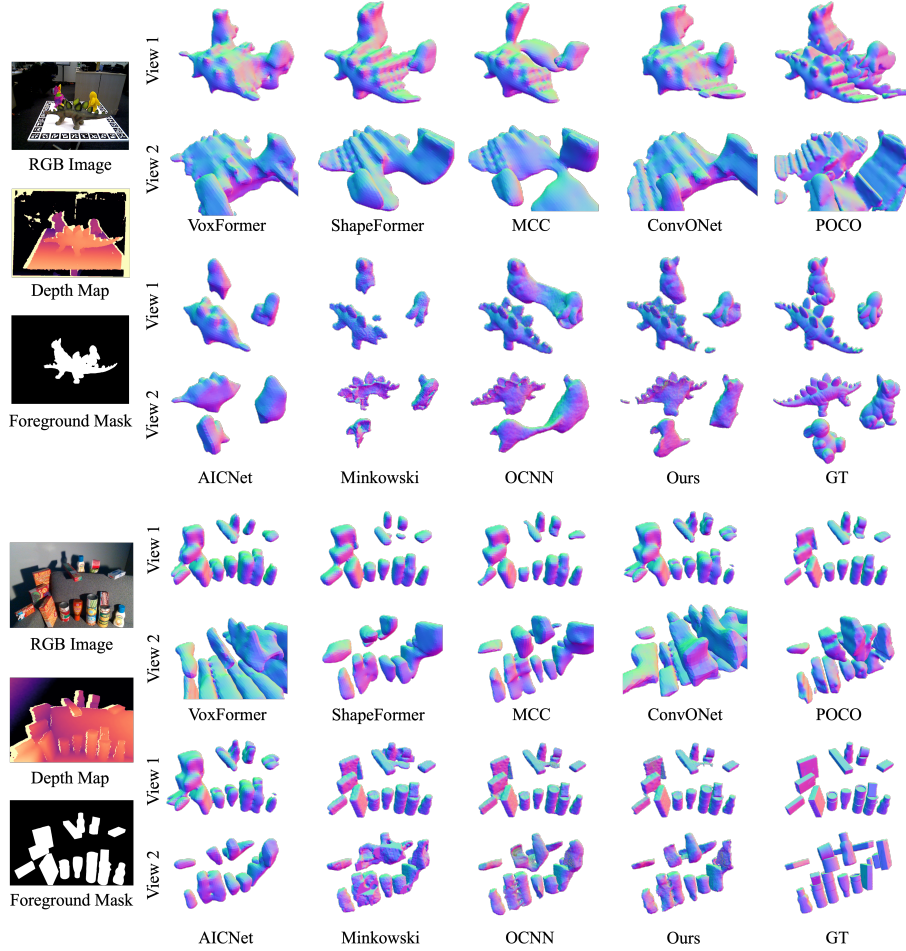 View 1
RGB Image
View 2
VoxFormer ShapeFormer MCC ConvONet POCO
Depth Map
View 1
Foreground Mask
View 2
AICNet Minkowski OCNN Ours GT
View 1
RGB Image
View 2
VoxFormer ShapeFormer MCC ConvONet POCO
Depth Map
View 1
Foreground Mask
View 2
AICNet Minkowski OCNN Ours GT